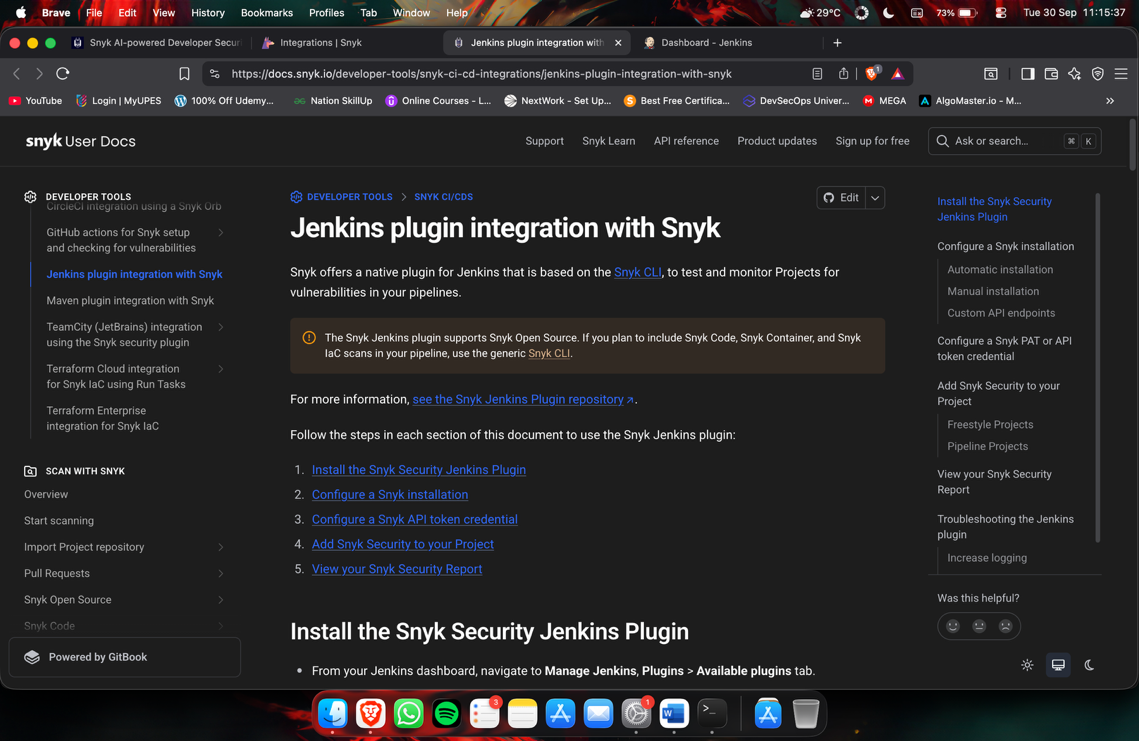 Brave File Edit View History Bookmarks Profiles Tab Window Help
29°C 73% Tue 30 Sep 11:15:37
Snyk AI-powered Developer Secur
Integrations | Snyk
Jenkins plugin integration with
Dashboard - Jenkins
https://docs.snyk.io/developer-tools/snyk-ci-cd-integrations/jenkins-plugin-integration-with-snyk
1
YouTube Login | MyUPES 100% Off Udemy... Nation SkillUp Online Courses - L... NextWork - Set Up... Best Free Certifica... DevSecOps Univer... MEGA AlgoMaster.io - M...
snyk User Docs
Support Snyk Learn API reference Product updates Sign up for free
Ask or search... ⌘ K
DEVELOPER TOOLS
CircleCI integration using a Snyk Orb
GitHub actions for Snyk setup
and checking for vulnerabilities
Jenkins plugin integration with Snyk
Maven plugin integration with Snyk
TeamCity (JetBrains) integration
using the Snyk security plugin
Terraform Cloud integration
for Snyk IaC using Run Tasks
Terraform Enterprise
integration for Snyk IaC
SCAN WITH SNYK
Overview
Start scanning
Import Project repository
Pull Requests
Snyk Open Source
Snyk Code
Powered by GitBook
DEVELOPER TOOLS > SNYK CI/CDS
Edit
Jenkins plugin integration with Snyk
Snyk offers a native plugin for Jenkins that is based on the Snyk CLI, to test and monitor Projects for
vulnerabilities in your pipelines.
The Snyk Jenkins plugin supports Snyk Open Source. If you plan to include Snyk Code, Snyk Container, and Snyk
IaC scans in your pipeline, use the generic Snyk CLI.
For more information, see the Snyk Jenkins Plugin repository ↗.
Follow the steps in each section of this document to use the Snyk Jenkins plugin:
1. Install the Snyk Security Jenkins Plugin
2. Configure a Snyk installation
3. Configure a Snyk API token credential
4. Add Snyk Security to your Project
5. View your Snyk Security Report
Install the Snyk Security Jenkins Plugin
• From your Jenkins dashboard, navigate to Manage Jenkins, Plugins > Available plugins tab.
Install the Snyk Security
Jenkins Plugin
Configure a Snyk installation
Automatic installation
Manual installation
Custom API endpoints
Configure a Snyk PAT or API
token credential
Add Snyk Security to your
Project
Freestyle Projects
Pipeline Projects
View your Snyk Security
Report
Troubleshooting the Jenkins
plugin
Increase logging
Was this helpful?
3
1